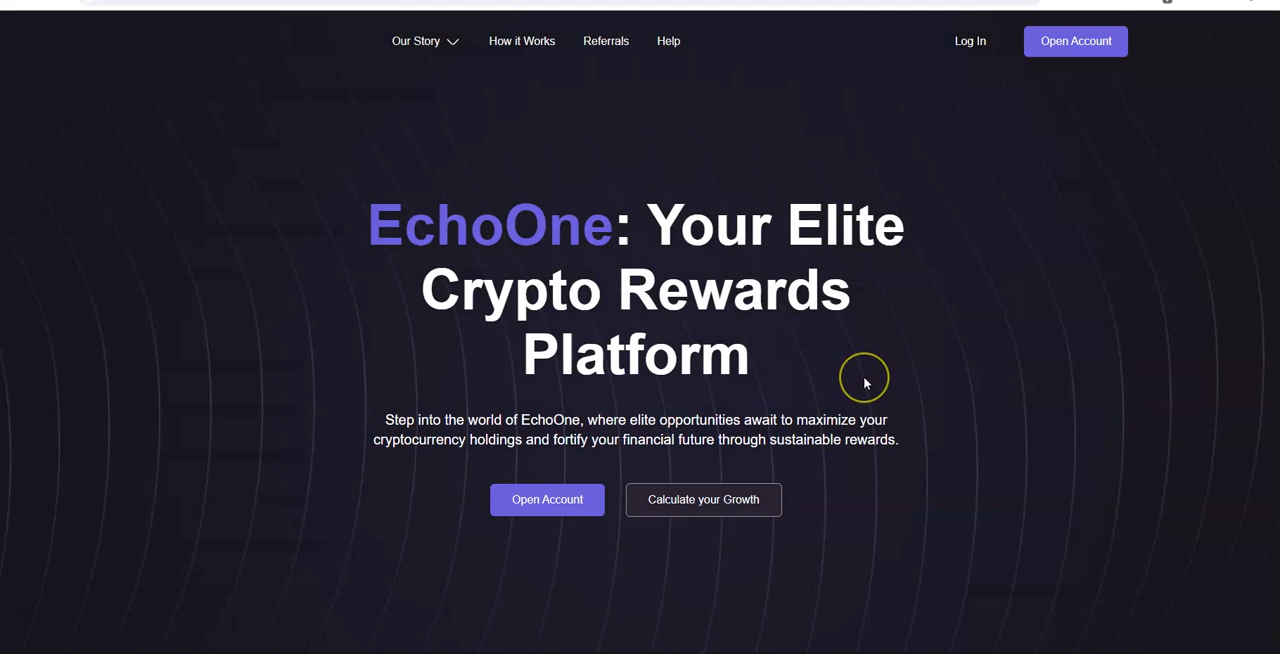 Our Story
How it Works
Referrals
Help
Log In
Open Account
EchoOne: Your Elite
Crypto Rewards
Platform
Step into the world of EchoOne, where elite opportunities await to maximize your
cryptocurrency holdings and fortify your financial future through sustainable rewards.
Open Account
Calculate your Growth